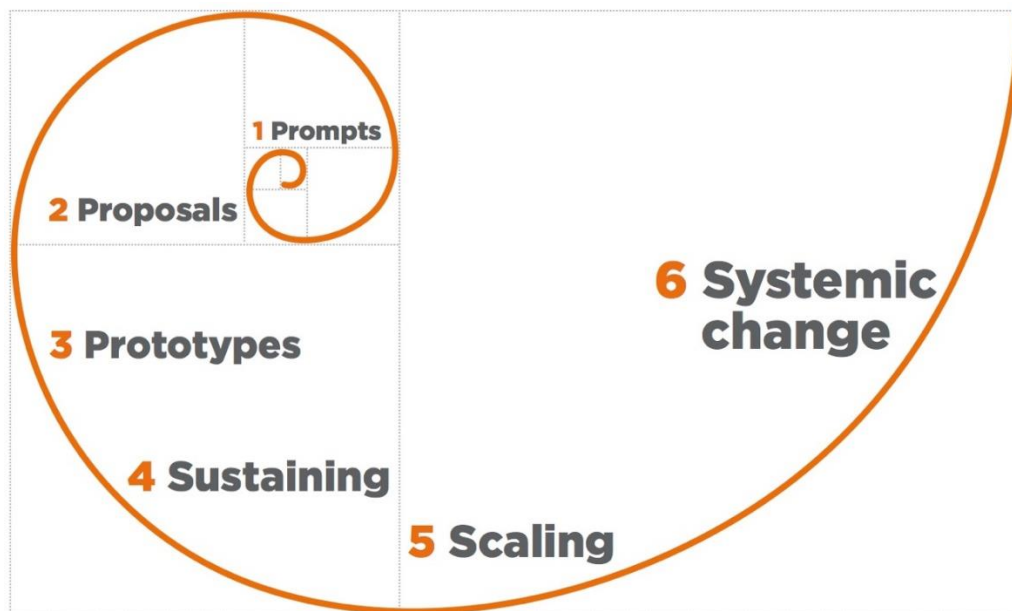 1 Prompts
2 Proposals
3 Prototypes
4 Sustaining
5 Scaling
6 Systemic
change